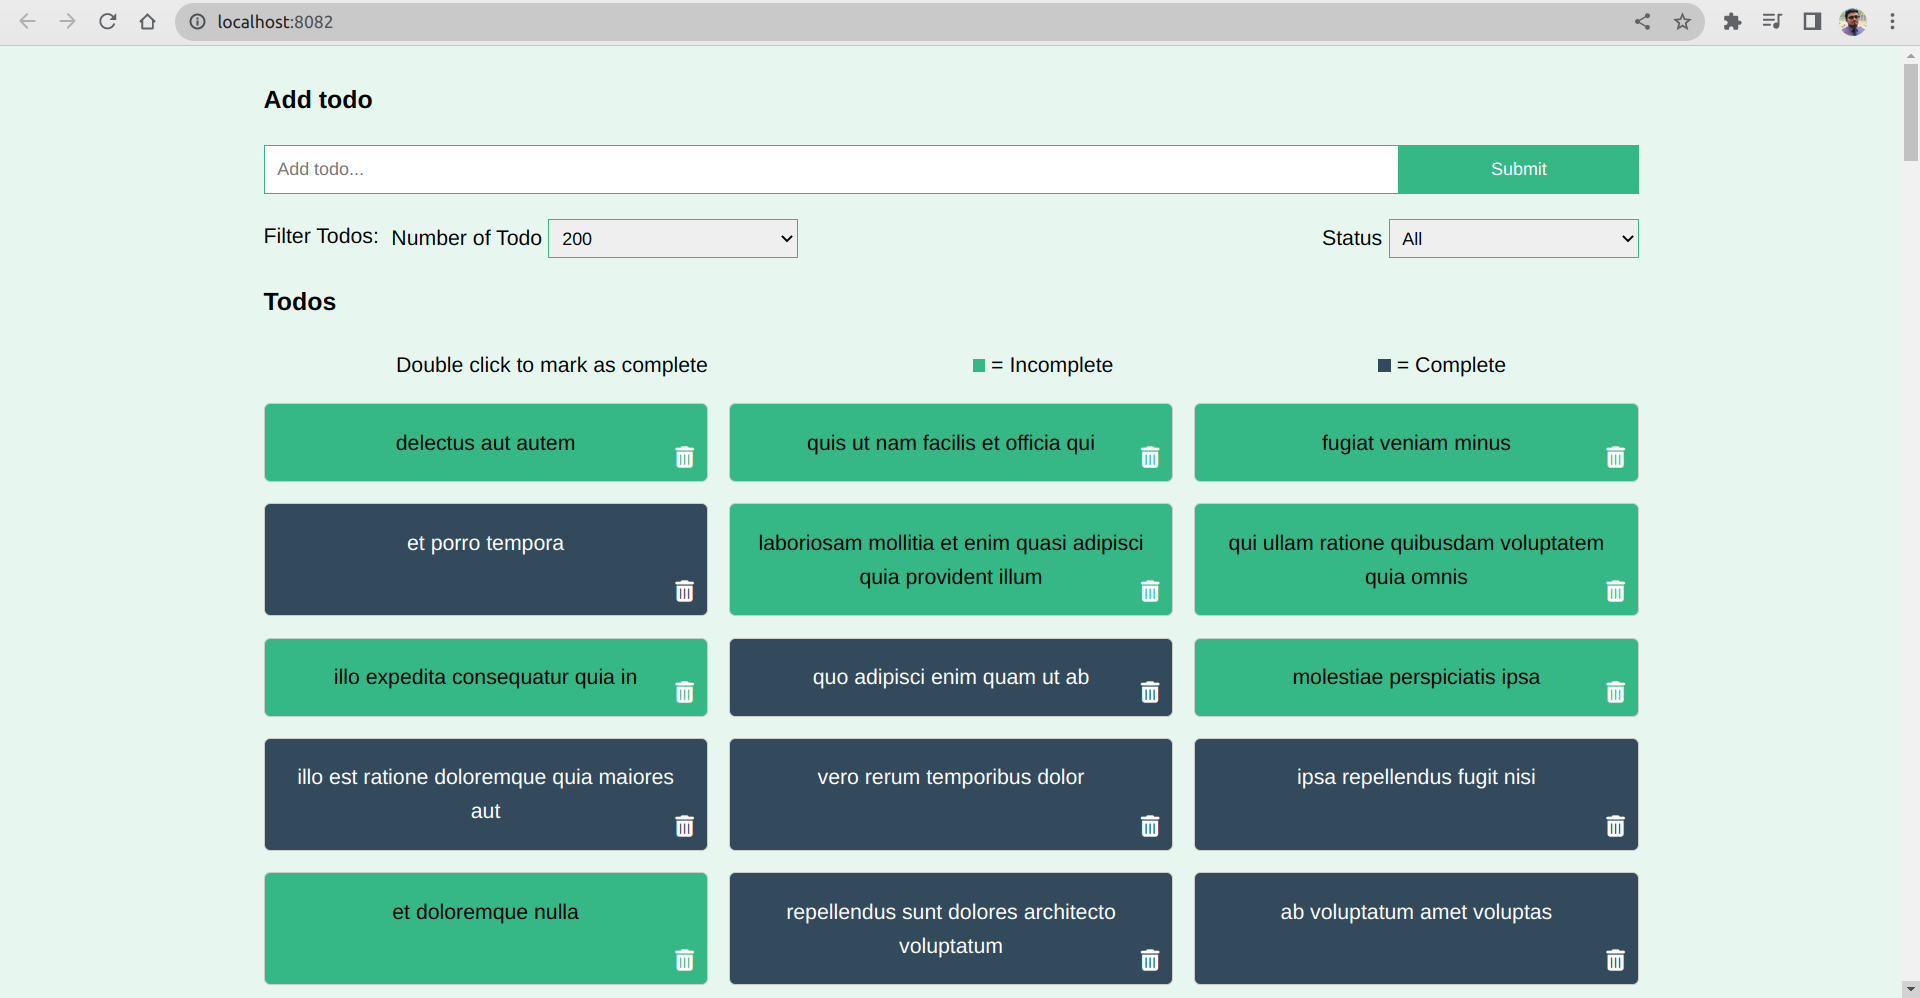 localhost:8082
Add todo
Add todo...
Submit
Filter Todos:
Number of Todo
200
Status
All
Todos
Double click to mark as complete
= Incomplete
= Complete
delectus aut autem
quis ut nam facilis et officia qui
fugiat veniam minus
et porro tempora
laboriosam mollitia et enim quasi adipisci
quia provident illum
qui ullam ratione quibusdam voluptatem
quia omnis
illo expedita consequatur quia in
quo adipisci enim quam ut ab
molestiae perspiciatis ipsa
illo est ratione doloremque quia maiores
aut
vero rerum temporibus dolor
ipsa repellendus fugit nisi
et doloremque nulla
repellendus sunt dolores architecto
voluptatum
ab voluptatum amet voluptas